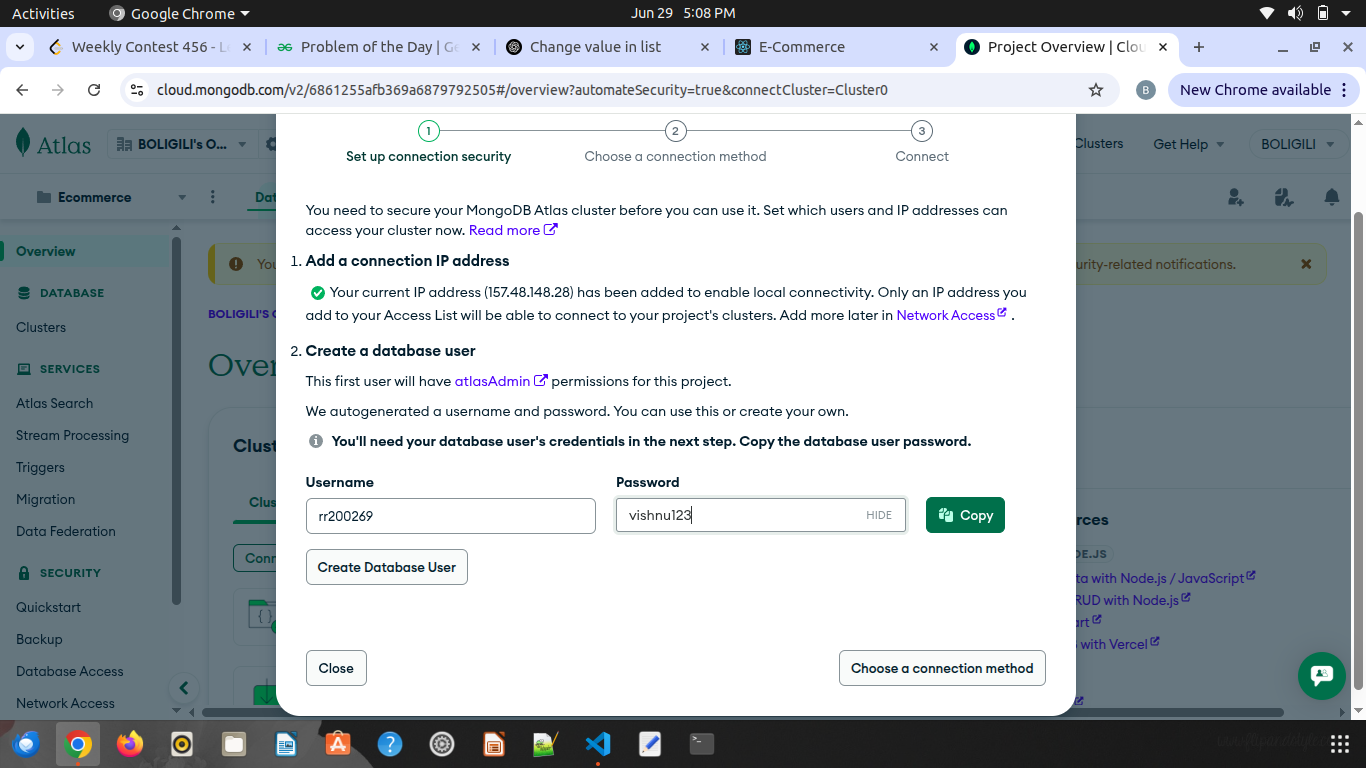 Activities
Google Chrome
Jun 29 5:08 PM
Weekly Contest 456 - L
Problem of the Day | Ge
Change value in list
E-Commerce
Project Overview | Clou
cloud.mongodb.com/v2/6861255afb369a6879792505#/overview?automateSecurity=true&connectCluster=Cluster0
B
New Chrome available
Atlas
BOLIGILI's O...
Clusters
Get Help
BOLIGILI
1
2
3
Set up connection security
Choose a connection method
Connect
Ecommerce
Dat
You need to secure your MongoDB Atlas cluster before you can use it. Set which users and IP addresses can
access your cluster now. Read more
Overview
You
urity-related notifications.
1. Add a connection IP address
DATABASE
Your current IP address (157.48.148.28) has been added to enable local connectivity. Only an IP address you
add to your Access List will be able to connect to your project's clusters. Add more later in Network Access .
BOLIGILI'S O
Clusters
2. Create a database user
Over
SERVICES
This first user will have atlasAdmin permissions for this project.
Atlas Search
We autogenerated a username and password. You can use this or create your own.
Stream Processing
You'll need your database user's credentials in the next step. Copy the database user password.
Clust
Triggers
Username
Password
Migration
Clus
rr200269
vishnu123
HIDE
Copy
rces
Data Federation
DE.JS
Conn
Create Database User
SECURITY
ta with Node.js / JavaScript
RUD with Node.js
Quickstart
art
Backup
with Vercel
Close
Choose a connection method
Database Access
Network Access